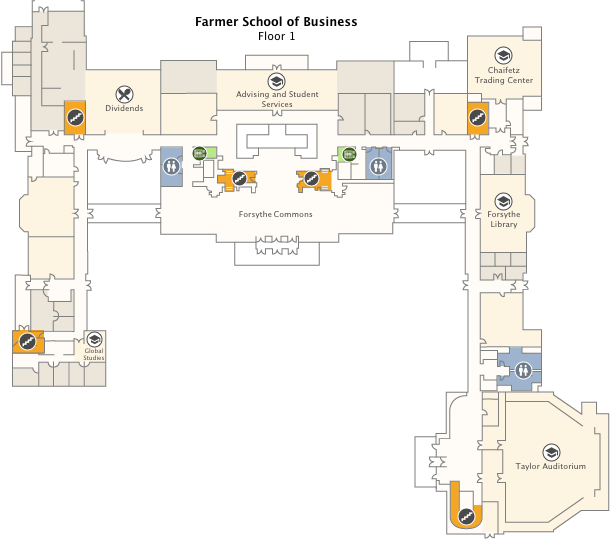 Farmer School of Business
Floor 1
Chaifetz
Trading Center
Dividends
Advising and Student
Services
Forsythe Commons
Forsythe
Library
Global
Studies
Taylor Auditorium